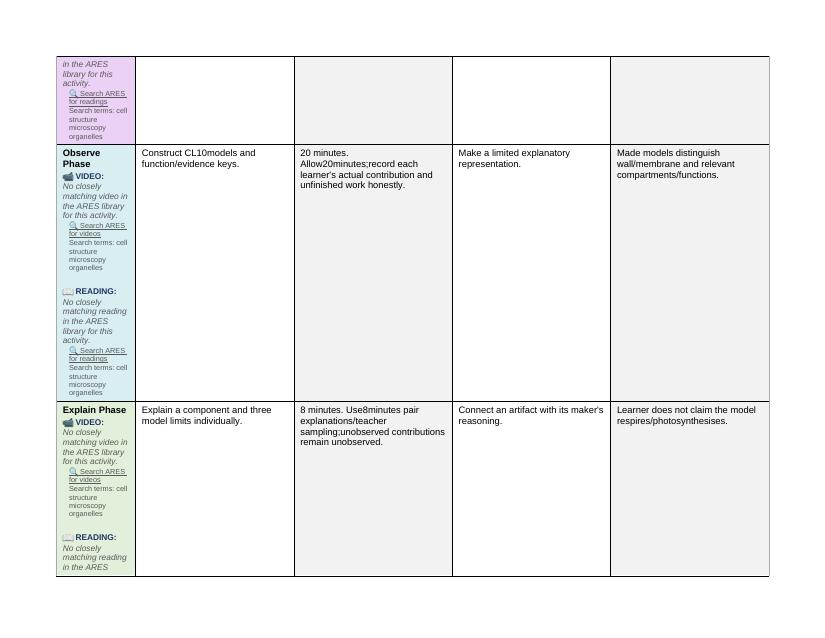 in the ARES
library for this
activity.
🔍 Search ARES
for readings
Search terms: cell
structure
microscopy
organelles
Observe
Phase
📹 VIDEO:
No closely
matching video in
the ARES library
for this activity.
🔍 Search ARES
for videos
Search terms: cell
structure
microscopy
organelles
📖 READING:
No closely
matching reading
in the ARES
library for this
activity.
🔍 Search ARES
for readings
Search terms: cell
structure
microscopy
organelles
Construct CL10models and
function/evidence keys.
20 minutes.
Allow20minutes;record each
learner's actual contribution and
unfinished work honestly.
Make a limited explanatory
representation.
Made models distinguish
wall/membrane and relevant
compartments/functions.
Explain Phase
📹 VIDEO:
No closely
matching video in
the ARES library
for this activity.
🔍 Search ARES
for videos
Search terms: cell
structure
microscopy
organelles
📖 READING:
No closely
matching reading
in the ARES
Explain a component and three
model limits individually.
8 minutes. Use8minutes pair
explanations/teacher
sampling;unobserved contributions
remain unobserved.
Connect an artifact with its maker's
reasoning.
Learner does not claim the model
respires/photosynthesises.